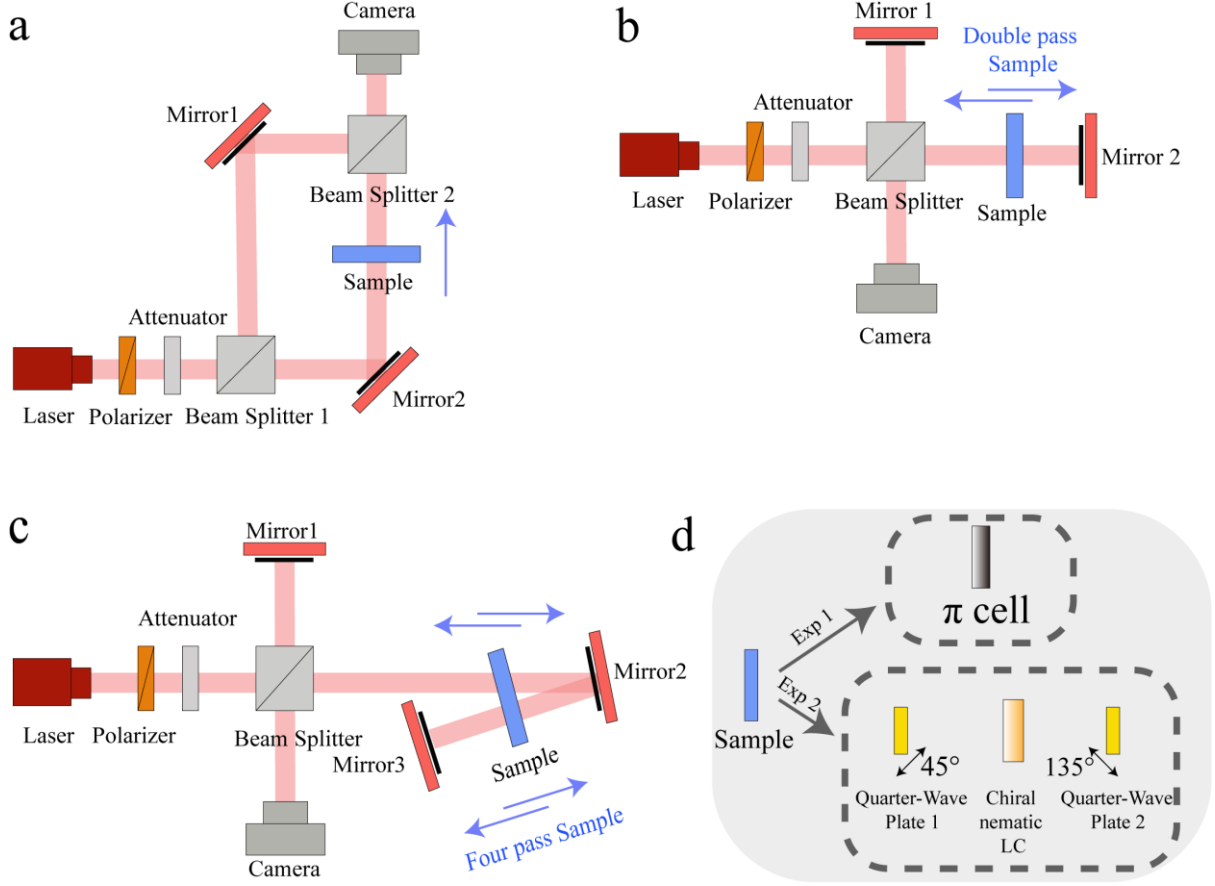 a
Camera
Mirror1
Beam Splitter 2
Sample
Attenuator
Laser
Polarizer
Beam Splitter 1
Mirror2
b
Mirror 1
Double pass
Sample
Attenuator
Mirror 2
Laser
Polarizer
Beam Splitter
Sample
Camera
c
Mirror1
Attenuator
Mirror2
Laser
Polarizer
Beam Splitter
Mirror3
Sample
Four pass Sample
Camera
d
π cell
Exp 1
Exp 2
Sample
45°
135°
Quarter-Wave
Plate 1
Chiral
nematic
LC
Quarter-Wave
Plate 2